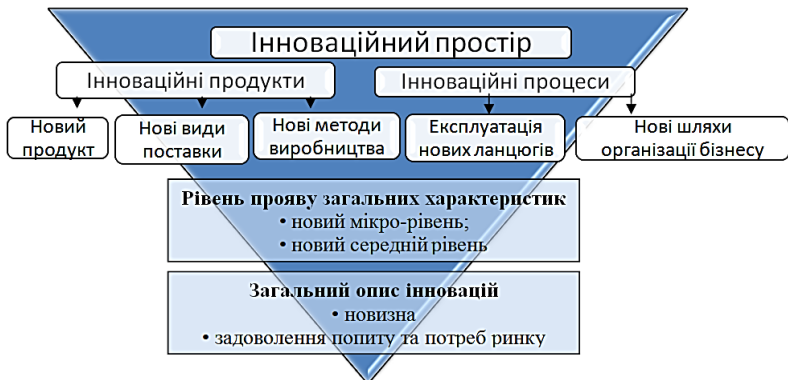 Інноваційний простір
Інноваційні продукти
Інноваційні процеси
Новий
продукт
Нові види
поставки
Нові методи
виробництва
Експлуатація
нових ланцюгів
Нові шляхи
організації бізнесу
Рівень прояву загальних характеристик
• новий мікро-рівень;
• новий середній рівень
Загальний опис інновацій
• новизна
• задоволення попиту та потреб ринку